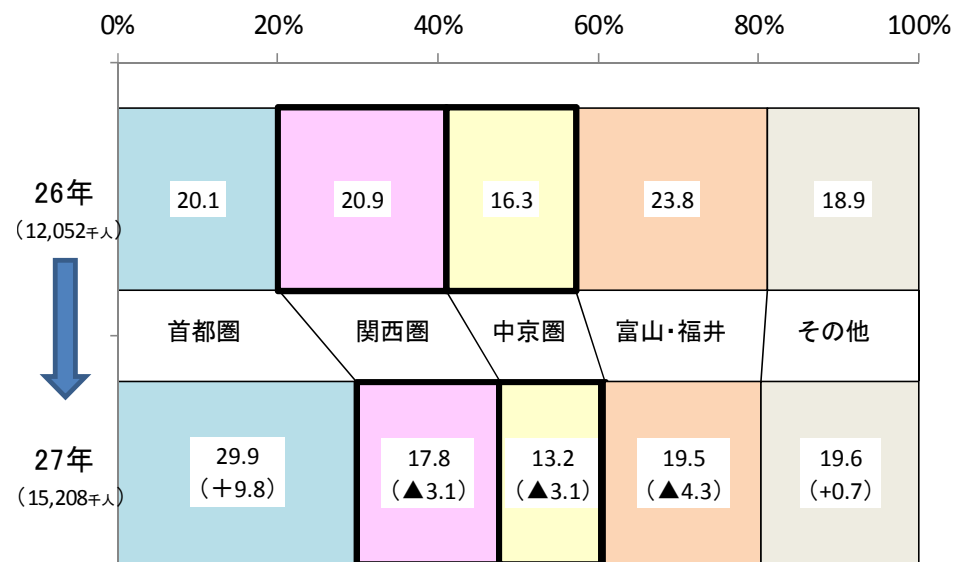 0% 20% 40% 60% 80% 100%
26年
(12,052千人)
20.1 20.9 16.3 23.8 18.9
首都圏 関西圏 中京圏 富山・福井 その他
27年
(15,208千人)
29.9 17.8 13.2 19.5 19.6
(＋9.8) (▲3.1) (▲3.1) (▲4.3) (+0.7)